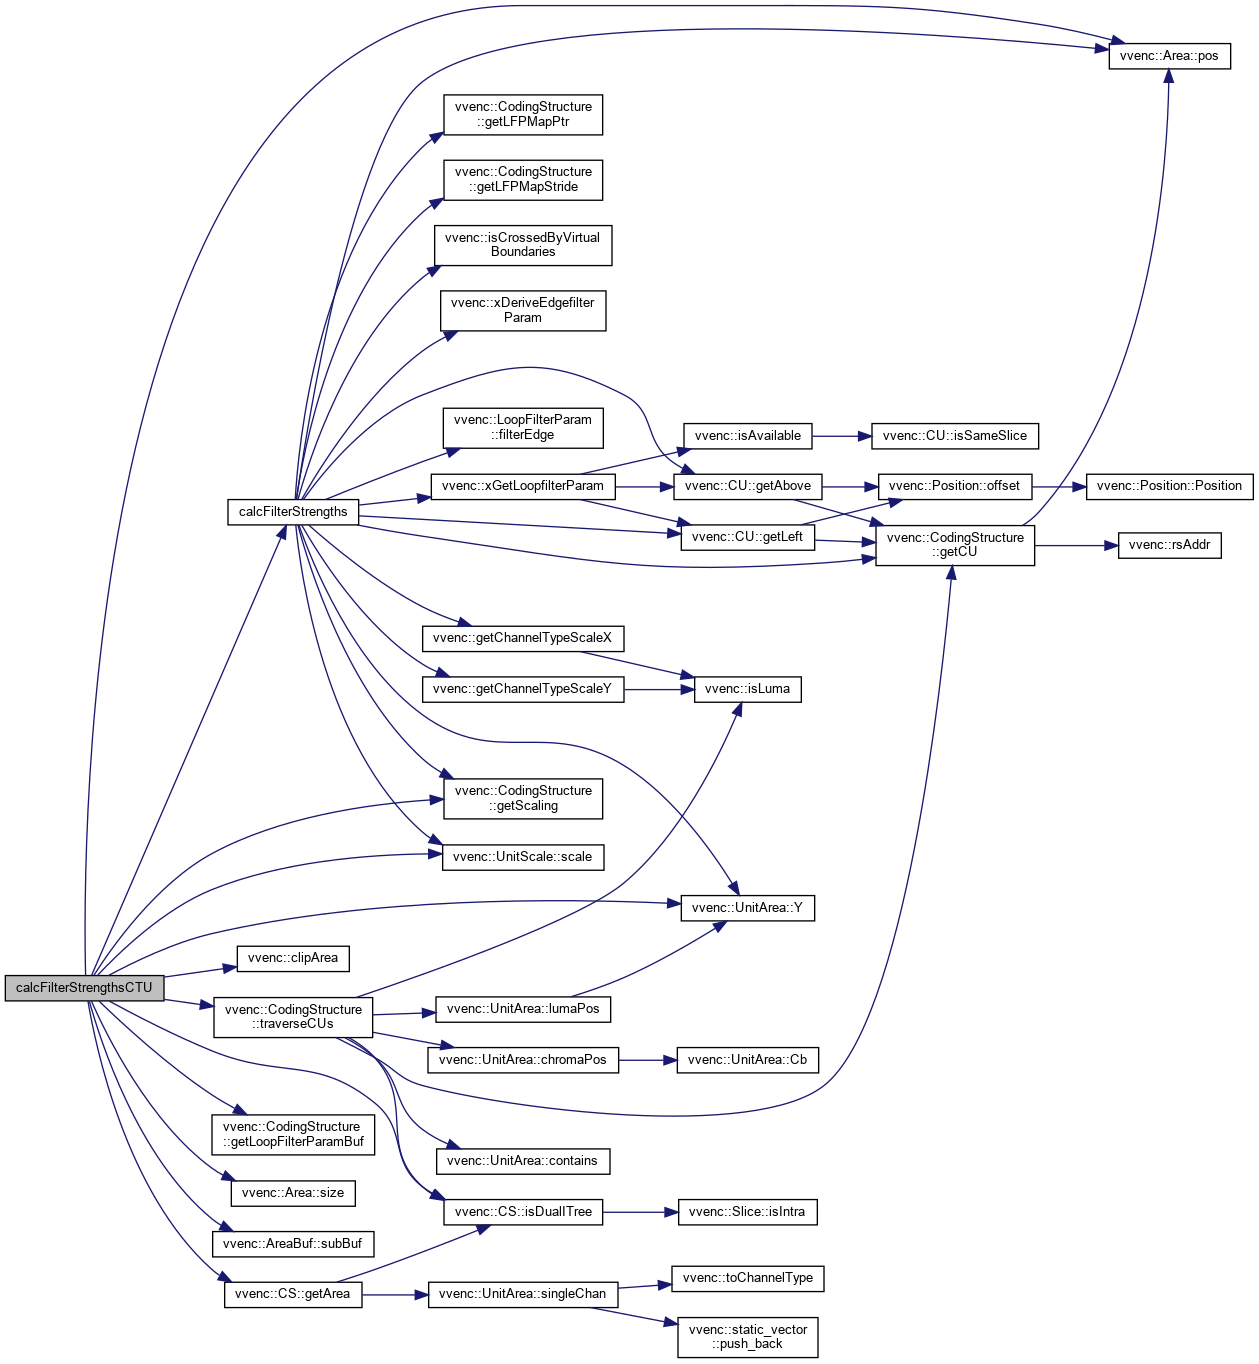 vvenc::Area::pos
vvenc::CodingStructure
::getLFPMapPtr
vvenc::CodingStructure
::getLFPMapStride
vvenc::isCrossedByVirtual
Boundaries
vvenc::xDeriveEdgefilter
Param
vvenc::LoopFilterParam
::filterEdge
vvenc::isAvailable
vvenc::CU::isSameSlice
vvenc::xGetLoopfilterParam
vvenc::CU::getAbove
vvenc::Position::offset
vvenc::Position::Position
calcFilterStrengths
vvenc::CU::getLeft
vvenc::CodingStructure
::getCU
vvenc::rsAddr
vvenc::getChannelTypeScaleX
vvenc::getChannelTypeScaleY
vvenc::isLuma
vvenc::CodingStructure
::getScaling
vvenc::UnitScale::scale
vvenc::UnitArea::Y
vvenc::clipArea
calcFilterStrengthsCTU
vvenc::CodingStructure
::traverseCUs
vvenc::UnitArea::lumaPos
vvenc::UnitArea::chromaPos
vvenc::UnitArea::Cb
vvenc::CodingStructure
::getLoopFilterParamBuf
vvenc::UnitArea::contains
vvenc::Area::size
vvenc::CS::isDualITree
vvenc::Slice::isIntra
vvenc::AreaBuf::subBuf
vvenc::CS::getArea
vvenc::UnitArea::singleChan
vvenc::toChannelType
vvenc::static_vector
::push_back